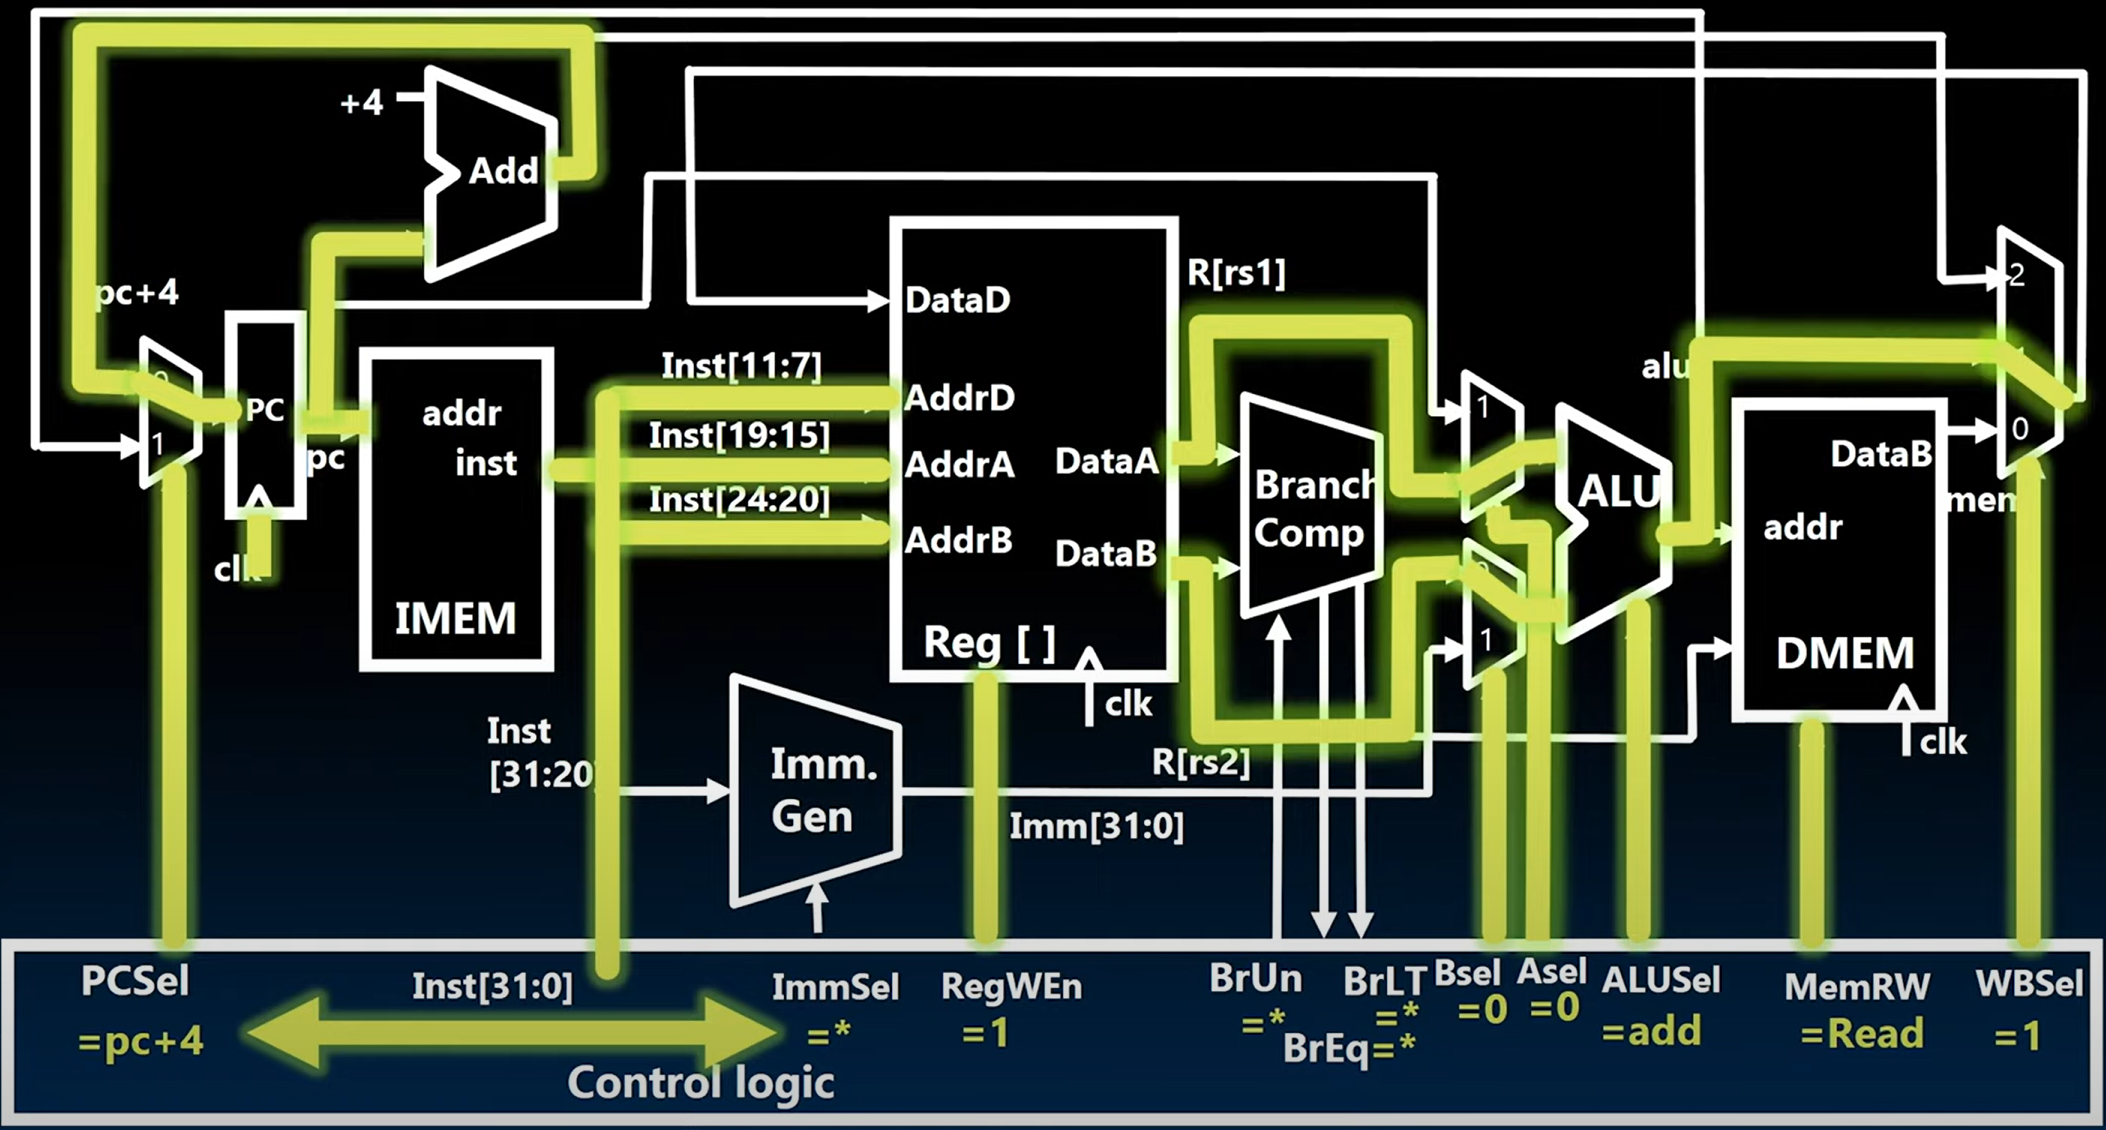 +4
Add
pc+4
2
R[rs1]
DataD
Inst[11:7]
alu
AddrD
1
PC
addr
Inst[19:15]
0
1
DataB
pc
inst
AddrA
DataA
Branch
Comp
ALU
mem
Inst[24:20]
addr
AddrB
DataB
clk
IMEM
Reg [ ]
1
DMEM
clk
clk
Inst
[31:20]
Imm.
Gen
R[rs2]
Imm[31:0]
PCSel
=pc+4
Inst[31:0]
ImmSel
=*
RegWEn
=1
BrUn
=*
BrLT
=*
BrEq=*
Bsel
=0
Asel
=0
ALUSel
=add
MemRW
=Read
WBSel
=1
Control logic